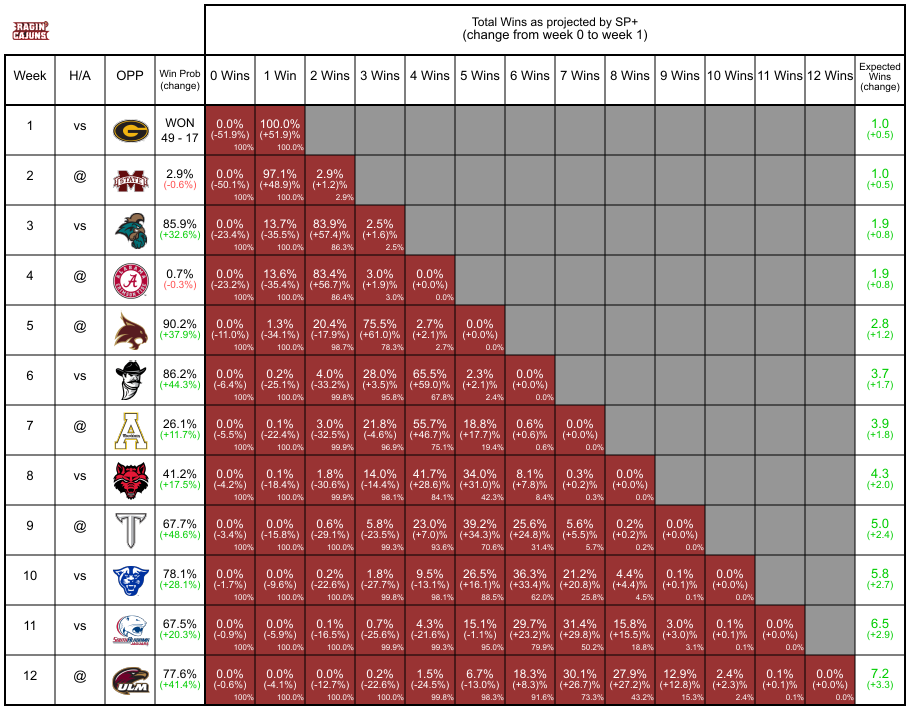 RAGIN'
CAJUNS
Total Wins as projected by SP+
(change from week 0 to week 1)
Week H/A OPP Win Prob (change) 0 Wins 1 Win 2 Wins 3 Wins 4 Wins 5 Wins 6 Wins 7 Wins 8 Wins 9 Wins 10 Wins 11 Wins 12 Wins Expected Wins (change)
1 vs G WON 0.0% 100.0% 1.0
49 - 17 (-51.9%) (+51.9)% (+0.5)
100% 100.0%
2 @ STATE 2.9% 0.0% 97.1% 2.9% 1.0
(-0.6%) (-50.1%) (+48.9)% (+1.2)% (+0.5)
100% 100.0% 2.9%
3 vs 85.9% 0.0% 13.7% 83.9% 2.5% 1.9
(+32.6%) (-23.4%) (-35.5%) (+57.4)% (+1.6)% (+0.8)
100% 100.0% 86.3% 2.5%
4 @ ALABAMA A CRIMSON TIDE 0.7% 0.0% 13.6% 83.4% 3.0% 0.0% 1.9
(-0.3%) (-23.2%) (-35.4%) (+56.7)% (+1.9)% (+0.0)% (+0.8)
100% 100.0% 86.4% 3.0% 0.0%
5 @ 90.2% 0.0% 1.3% 20.4% 75.5% 2.7% 0.0% 2.8
(+37.9%) (-11.0%) (-34.1%) (-17.9%) (+61.0)% (+2.1)% (+0.0)% (+1.2)
100% 100.0% 98.7% 78.3% 2.7% 0.0%
6 vs 86.2% 0.0% 0.2% 4.0% 28.0% 65.5% 2.3% 0.0% 3.7
(+44.3%) (-6.4%) (-25.1%) (-33.2%) (+3.5)% (+59.0)% (+2.1)% (+0.0)% (+1.7)
100% 100.0% 99.8% 95.8% 67.8% 2.4% 0.0%
7 @ A 26.1% 0.0% 0.1% 3.0% 21.8% 55.7% 18.8% 0.6% 0.0% 3.9
(+11.7%) (-5.5%) (-22.4%) (-32.5%) (-4.6%) (+46.7)% (+17.7)% (+0.6)% (+0.0)% (+1.8)
100% 100.0% 99.9% 96.9% 75.1% 19.4% 0.6% 0.0%
8 vs 41.2% 0.0% 0.1% 1.8% 14.0% 41.7% 34.0% 8.1% 0.3% 0.0% 4.3
(+17.5%) (-4.2%) (-18.4%) (-30.6%) (-14.4%) (+28.6)% (+31.0)% (+7.8)% (+0.2)% (+0.0)% (+2.0)
100% 100.0% 99.9% 98.1% 84.1% 42.3% 8.4% 0.3% 0.0%
9 @ T 67.7% 0.0% 0.0% 0.6% 5.8% 23.0% 39.2% 25.6% 5.6% 0.2% 0.0% 5.0
(+48.6%) (-3.4%) (-15.8%) (-29.1%) (-23.5%) (+7.0)% (+34.3)% (+24.8)% (+5.5)% (+0.2)% (+0.0)% (+2.4)
100% 100.0% 100.0% 99.3% 93.6% 70.6% 31.4% 5.7% 0.2% 0.0%
10 vs 78.1% 0.0% 0.0% 0.2% 1.8% 9.5% 26.5% 36.3% 21.2% 4.4% 0.1% 0.0% 5.8
(+28.1%) (-1.7%) (-9.6%) (-22.6%) (-27.7%) (-13.1%) (+16.1)% (+33.4)% (+20.8)% (+4.4)% (+0.1)% (+0.0)% (+2.7)
100% 100.0% 100.0% 99.8% 98.1% 88.5% 62.0% 25.8% 4.5% 0.1% 0.0%
11 vs SOUTH ALABAMA JAGUARS 67.5% 0.0% 0.0% 0.1% 0.7% 4.3% 15.1% 29.7% 31.4% 15.8% 3.0% 0.1% 0.0% 6.5
(+20.3%) (-0.9%) (-5.9%) (-16.5%) (-25.6%) (-21.6%) (-1.1%) (+23.2)% (+29.8)% (+15.5)% (+3.0)% (+0.1)% (+0.0)% (+2.9)
100% 100.0% 100.0% 99.9% 99.3% 95.0% 79.9% 50.2% 18.8% 3.1% 0.1% 0.0%
12 @ ULM 77.6% 0.0% 0.0% 0.0% 0.2% 1.5% 6.7% 18.3% 30.1% 27.9% 12.9% 2.4% 0.1% 0.0% 7.2
(+41.4%) (-0.6%) (-4.1%) (-12.7%) (-22.6%) (-24.5%) (-13.0%) (+8.3)% (+26.7)% (+27.2)% (+12.8)% (+2.3)% (+0.1)% (+0.0)% (+3.3)
100% 100.0% 100.0% 100.0% 99.8% 98.3% 91.6% 73.3% 43.2% 15.3% 2.4% 0.1% 0.0%